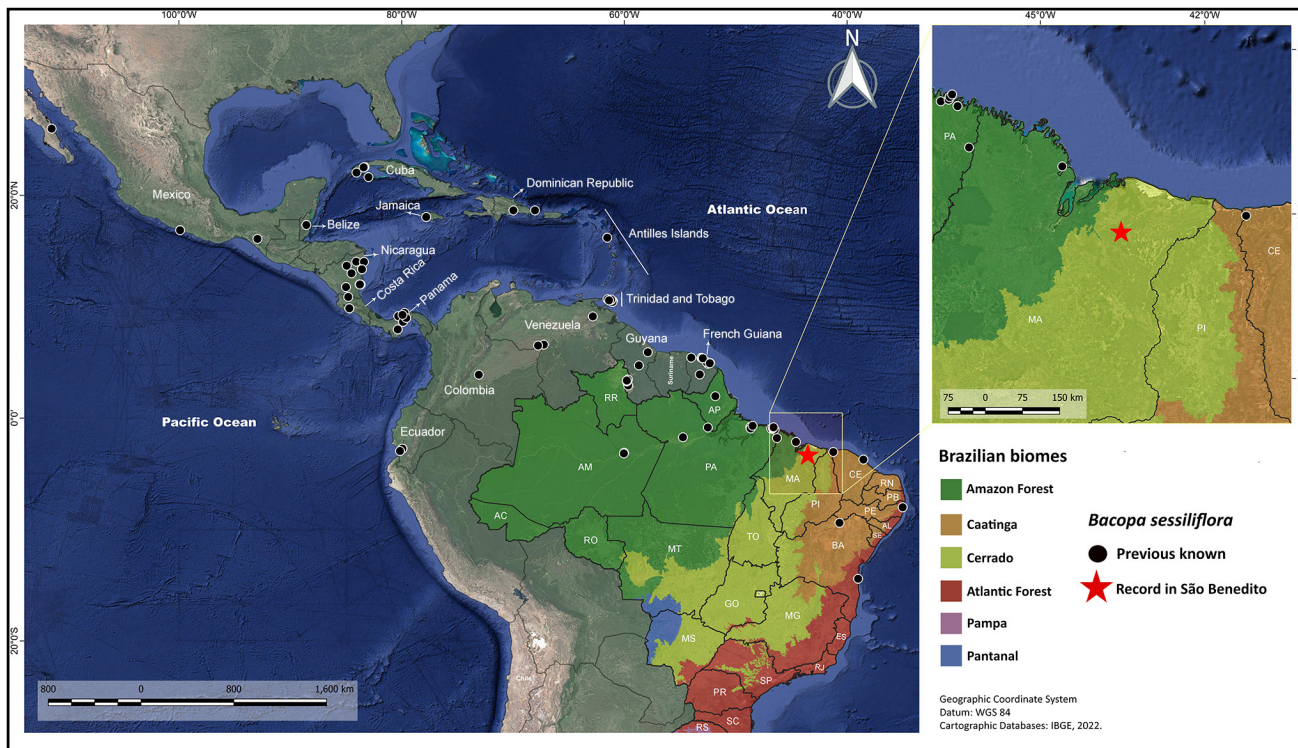 100°0'W
80°0'W
60°0'W
40°0'W
45°0'W
42°0'W
N
20°0'N
0°0'
20°0'S
Mexico
Cuba
Dominican Republic
Jamaica
Belize
Atlantic Ocean
Antilles Islands
Nicaragua
Costa Rica
Panama
Trinidad and Tobago
Venezuela
Guyana
French Guiana
Suriname
Colombia
Pacific Ocean
Ecuador
RR
AP
AM
PA
MA
CE
RN
PB
PI
PE
AL
SE
AC
RO
MT
TO
BA
GO
DF
MG
MS
ES
RJ
SP
PR
SC
RS
Chile
800 0 800 1,600 km
PA
CE
MA
PI
75 0 75 150 km
Brazilian biomes
Amazon Forest
Caatinga
Cerrado
Atlantic Forest
Pampa
Pantanal
Bacopa sessiliflora
Previous known
Record in São Benedito
Geographic Coordinate System
Datum: WGS 84
Cartographic Databases: IBGE, 2022.